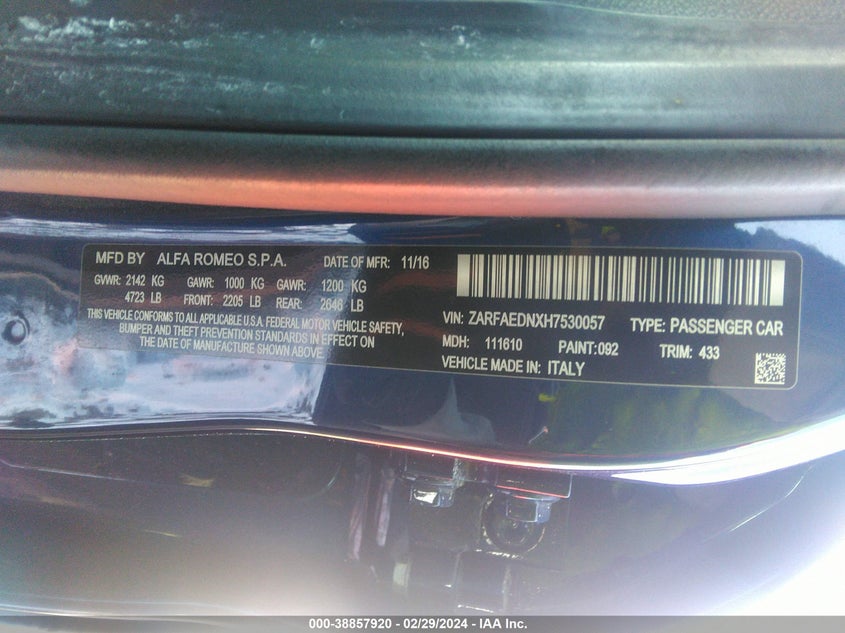 MFD BY ALFA ROMEO S.P.A. DATE OF MFR: 11/16
GVWR: 2142 KG GAWR: 1000 KG GAWR: 1200 KG
4723 LB FRONT: 2205 LB REAR: 2646 LB
THIS VEHICLE CONFORMS TO ALL APPLICABLE U.S.A. FEDERAL MOTOR VEHICLE SAFETY,
BUMPER AND THEFT PREVENTION STANDARDS IN EFFECT ON
THE DATE OF MANUFACTURE SHOWN ABOVE.
VIN: ZARFAEDNXH7530057 TYPE: PASSENGER CAR
MDH: 111610 PAINT:092 TRIM: 433
VEHICLE MADE IN: ITALY
000-38857920 - 02/29/2024 - IAA Inc.